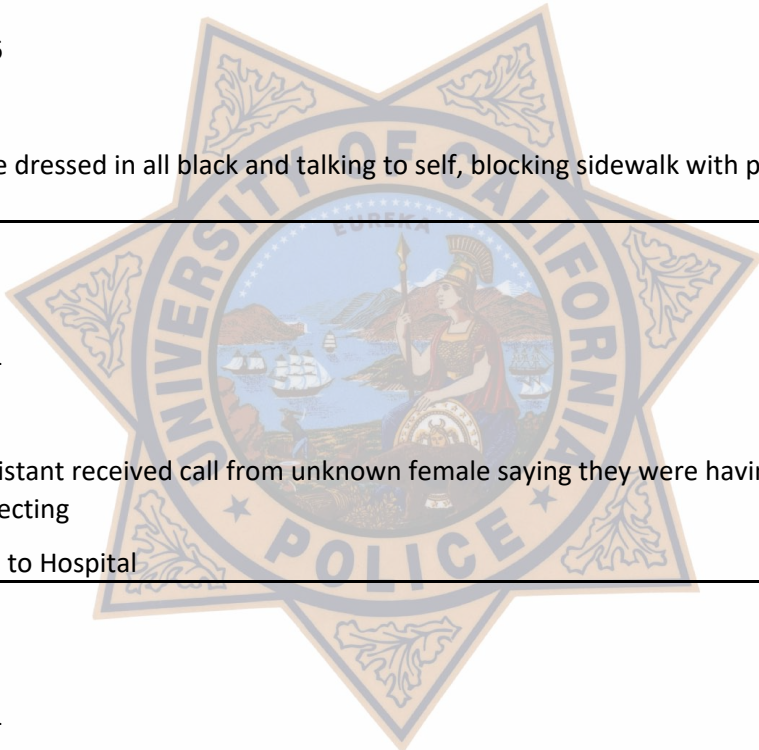 e dressed in all black and talking to self, blocking sidewalk with p
UNIVERSITY OF CALIFORNIA
EUREKA
istant received call from unknown female saying they were havin
ecting
to Hospital
POLICE